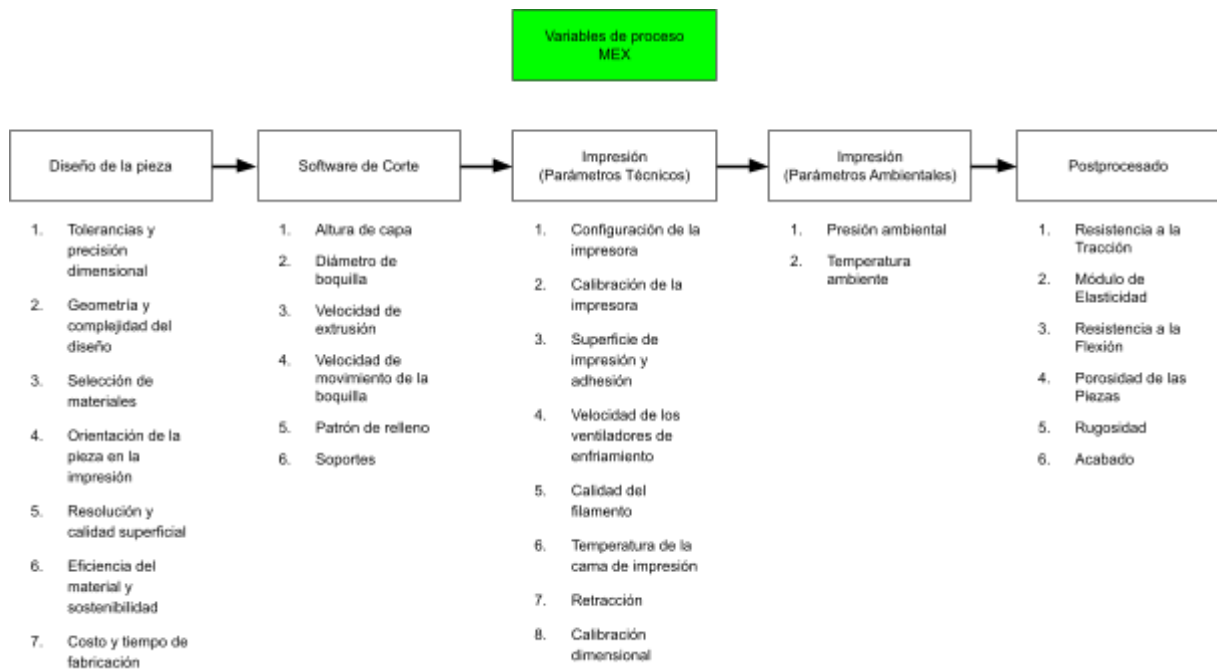 Variables de proceso
MEX
Diseño de la pieza
Software de Corte
Impresión
(Parámetros Técnicos)
Impresión
(Parámetros Ambientales)
Postprocesado
1. Tolerancias y
precisión
dimensional
2. Geometría y
complejidad del
diseño
3. Selección de
materiales
4. Orientación de la
pieza en la
impresión
5. Resolución y
calidad superficial
6. Eficiencia del
material y
sostenibilidad
7. Costo y tiempo de
fabricación
1. Altura de capa
2. Diámetro de
boquilla
3. Velocidad de
extrusión
4. Velocidad de
movimiento de la
boquilla
5. Patrón de relleno
6. Soportes
1. Configuración de la
impresora
2. Calibración de la
impresora
3. Superficie de
impresión y
adhesión
4. Velocidad de los
ventiladores de
enfriamiento
5. Calidad del
filamento
6. Temperatura de la
cama de impresión
7. Retracción
8. Calibración
dimensional
1. Presión ambiental
2. Temperatura
ambiente
1. Resistencia a la
Tracción
2. Módulo de
Elasticidad
3. Resistencia a la
Flexión
4. Porosidad de las
Piezas
5. Rugosidad
6. Acabado